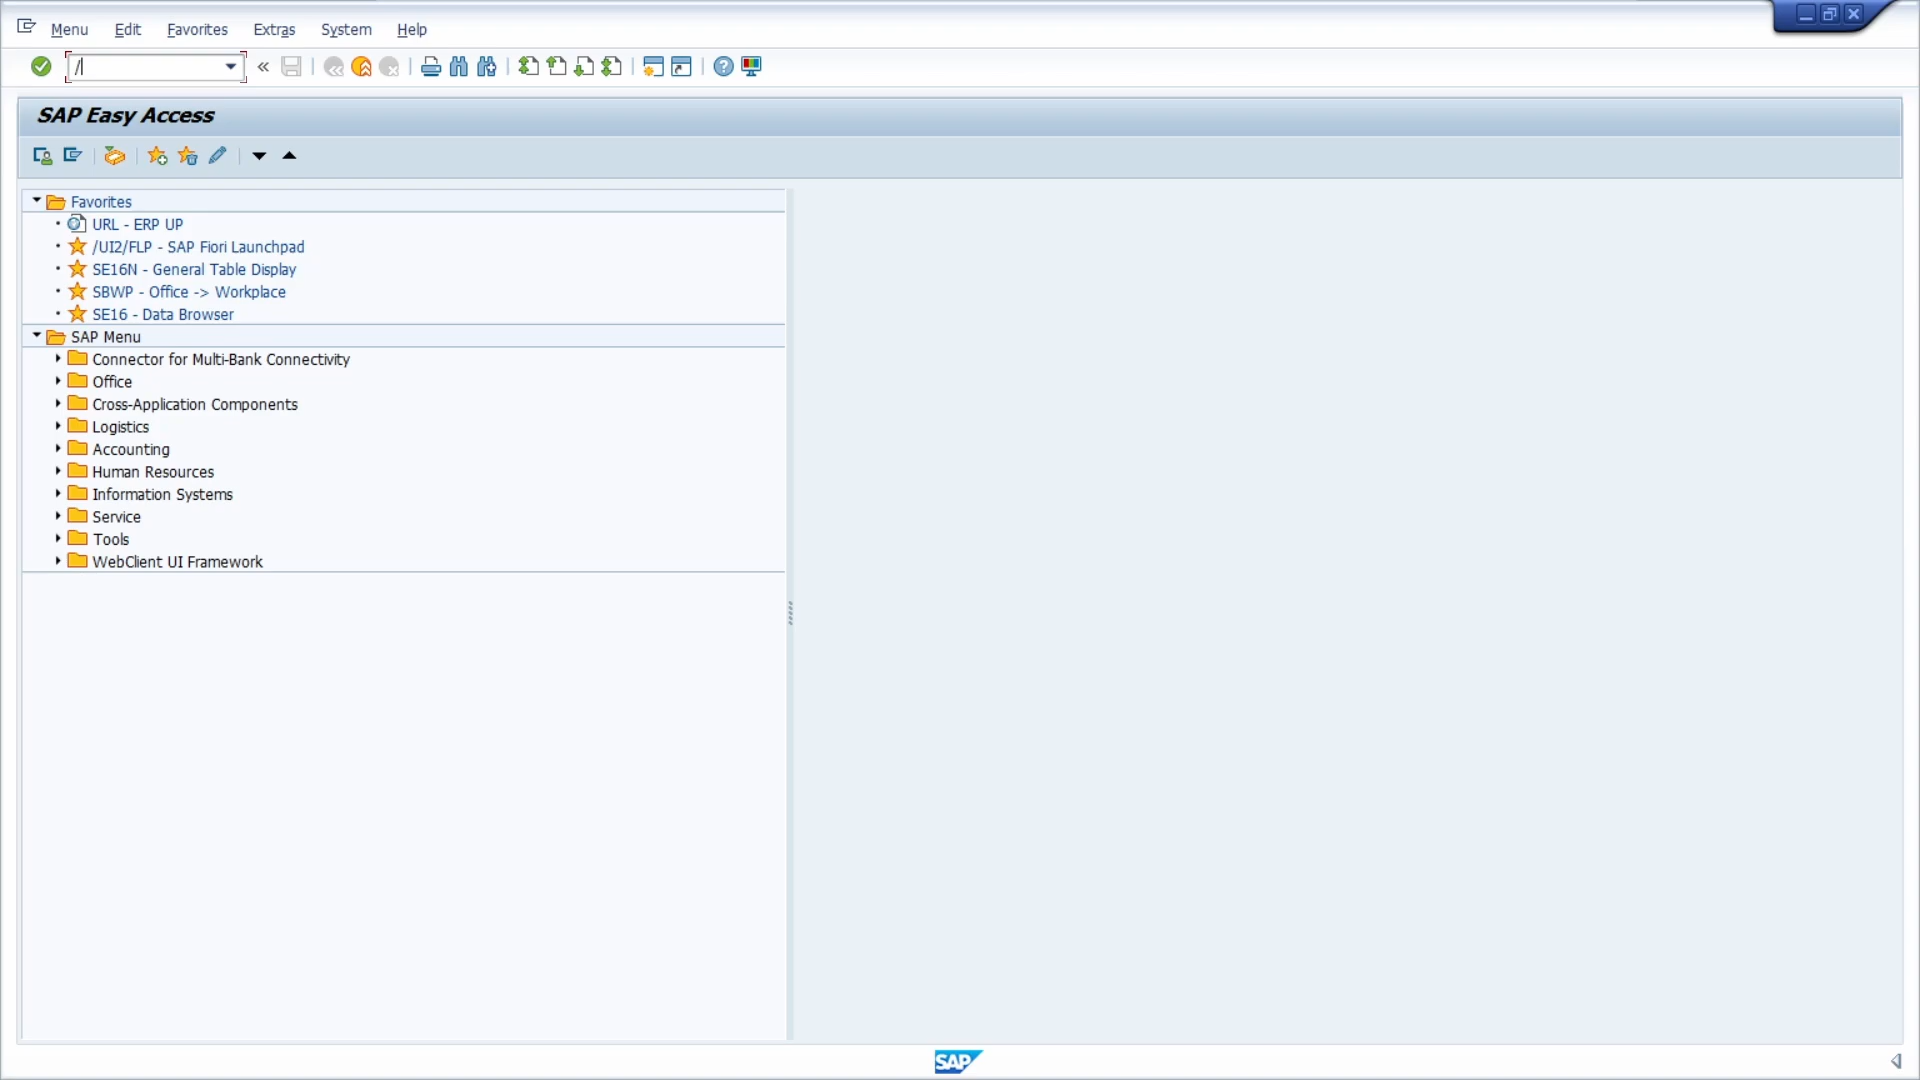 Menu Edit Favorites Extras System Help
/
SAP Easy Access
Favorites
URL - ERP UP
/UI2/FLP - SAP Fiori Launchpad
SE16N - General Table Display
SBWP - Office -> Workplace
SE16 - Data Browser
SAP Menu
Connector for Multi-Bank Connectivity
Office
Cross-Application Components
Logistics
Accounting
Human Resources
Information Systems
Service
Tools
WebClient UI Framework
SAP